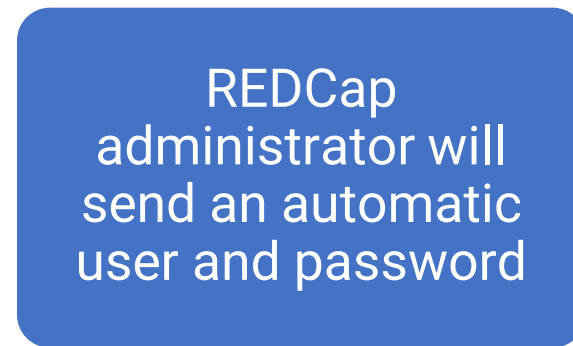 REDCap
administrator will
send an automatic
user and password